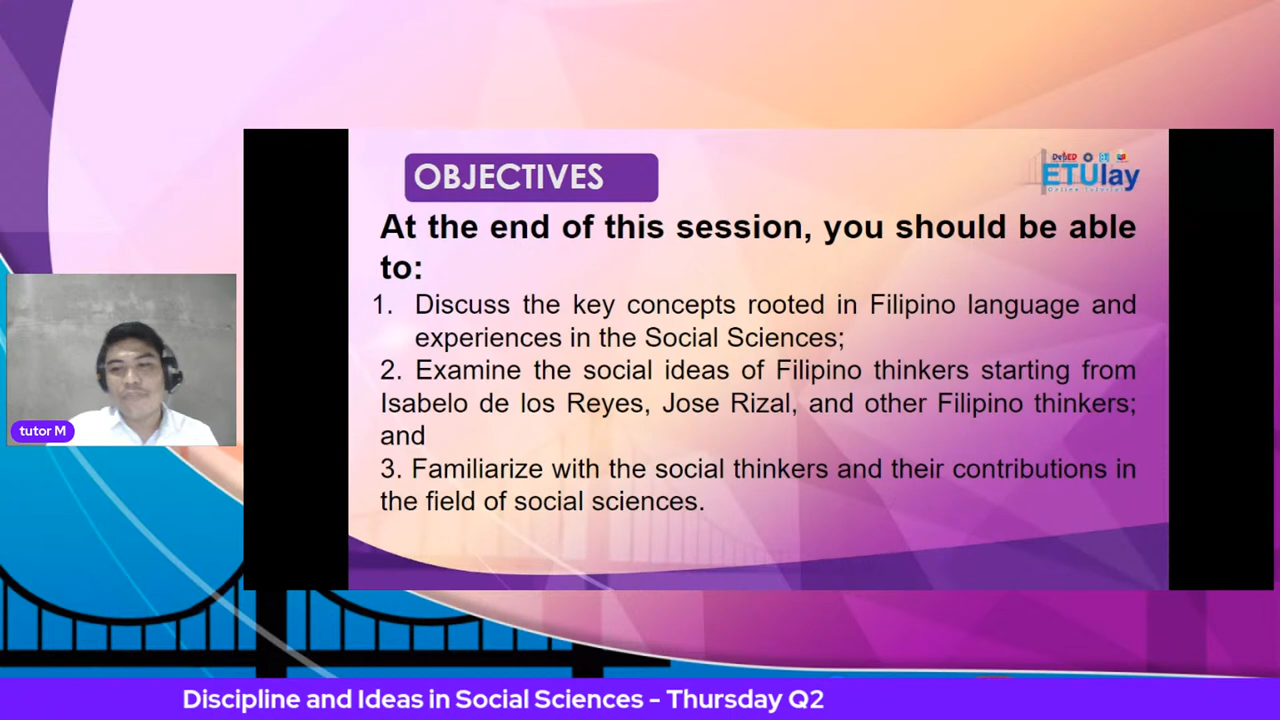 OBJECTIVES
DepED
ETUlay
At the end of this session, you should be able
to:
1. Discuss the key concepts rooted in Filipino language and
experiences in the Social Sciences;
2. Examine the social ideas of Filipino thinkers starting from
Isabelo de los Reyes, Jose Rizal, and other Filipino thinkers;
and
3. Familiarize with the social thinkers and their contributions in
the field of social sciences.
tutor M
Discipline and Ideas in Social Sciences - Thursday Q2